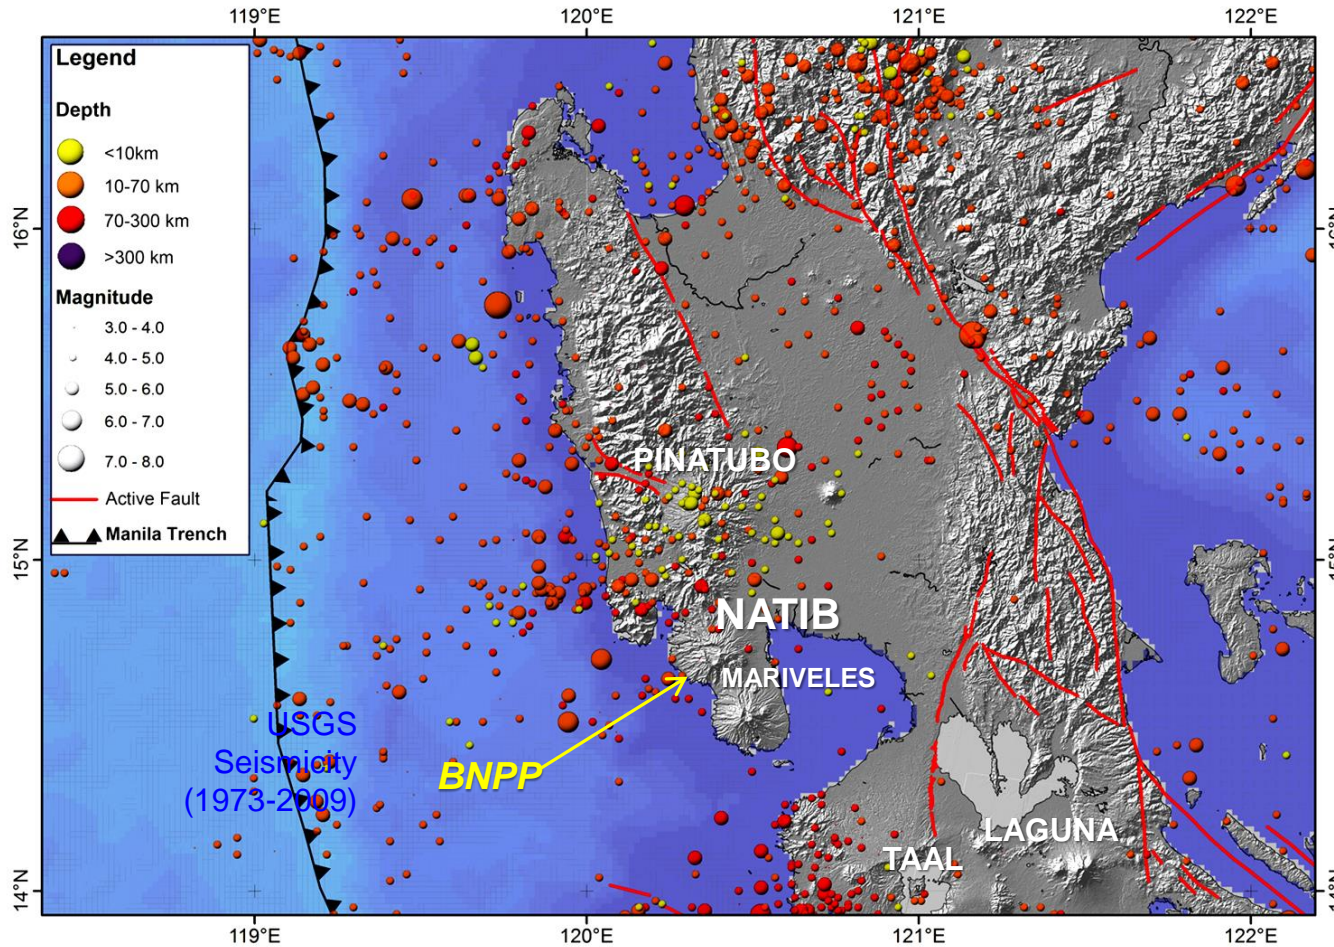 119°E
120°E
121°E
122°E
Legend
Depth
<10km
10-70 km
70-300 km
>300 km
Magnitude
3.0 - 4.0
4.0 - 5.0
5.0 - 6.0
6.0 - 7.0
7.0 - 8.0
Active Fault
Manila Trench
16°N
16°N
PINATUBO
15°N
15°N
NATIB
MARIVELES
USGS
Seismicity
(1973-2009)
BNPP
LAGUNA
TAAL
14°N
14°N
119°E
120°E
121°E
122°E